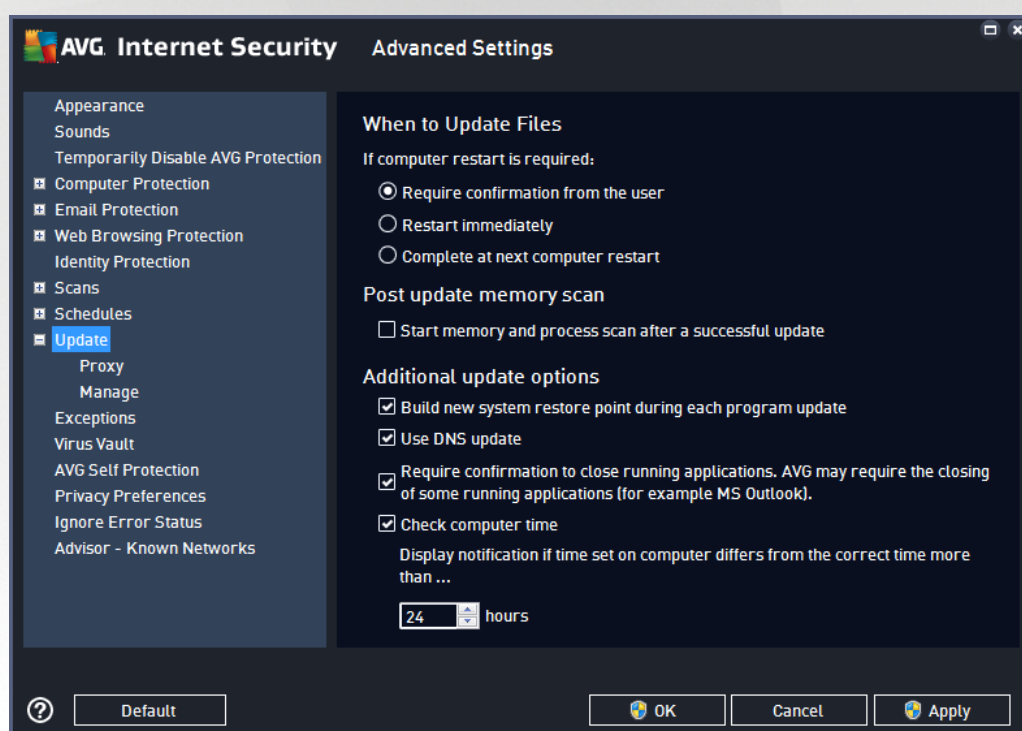 AVG. Internet Security
Advanced Settings
Appearance
Sounds
Temporarily Disable AVG Protection
Computer Protection
Email Protection
Web Browsing Protection
Identity Protection
Scans
Schedules
Update
Proxy
Manage
Exceptions
Virus Vault
AVG Self Protection
Privacy Preferences
Ignore Error Status
Advisor - Known Networks
When to Update Files
If computer restart is required:
Require confirmation from the user
Restart immediately
Complete at next computer restart
Post update memory scan
Start memory and process scan after a successful update
Additional update options
Build new system restore point during each program update
Use DNS update
Require confirmation to close running applications. AVG may require the closing
of some running applications (for example MS Outlook).
Check computer time
Display notification if time set on computer differs from the correct time more
than ...
24 hours
? Default
OK
Cancel
Apply